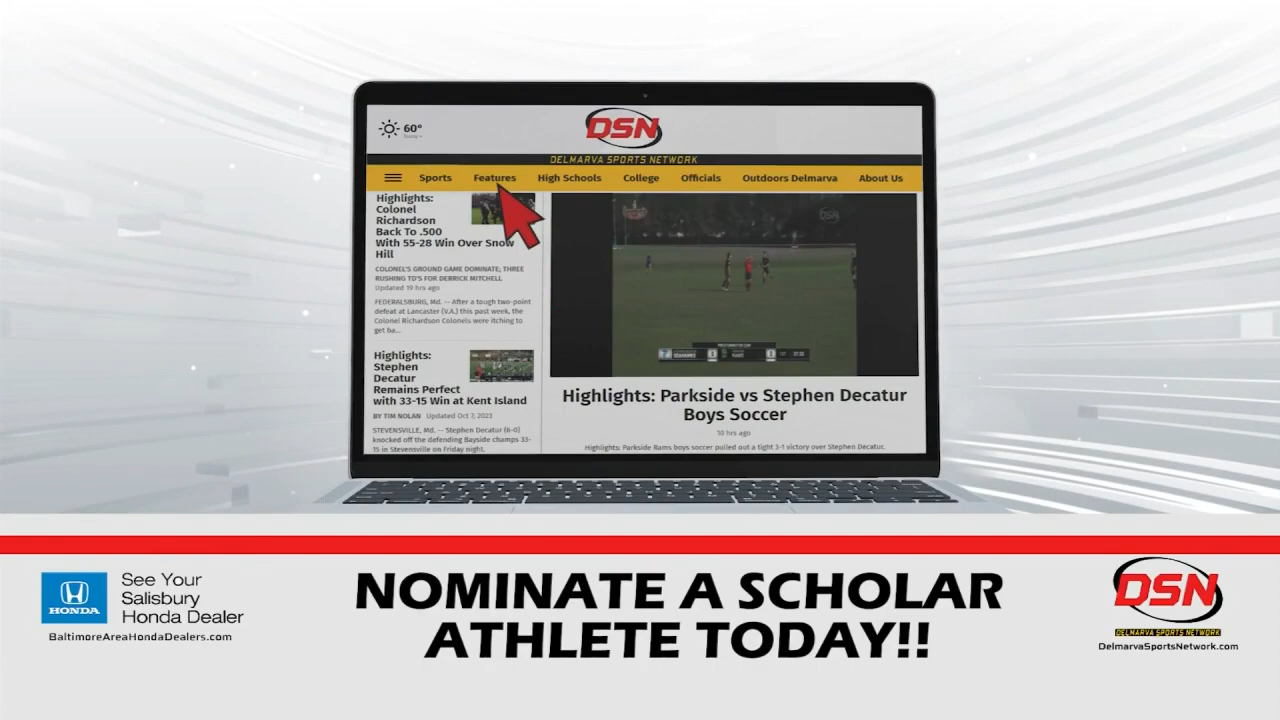 60°
DSN
DELMARVA SPORTS NETWORK
Sports
Features
High Schools
College
Officials
Outdoors Delmarva
About Us
Highlights:
Colonel
Richardson
Back To .500
With 55-28 Win Over Snow
Hill
COLONEL'S GROUND GAME DOMINATE; THREE
RUSHING TD'S FOR DERRICK MITCHELL
Updated 19 hrs ago
FEDERALSBURG, Md. -- After a tough two-point
defeat at Lancaster (V.A.) this past week, the
Colonel Richardson Colonels were itching to
get ba...
Highlights:
Stephen
Decatur
Remains Perfect
with 33-15 Win at Kent Island
BY TIM NOLAN Updated Oct 7, 2023
STEVENSVILLE, Md. -- Stephen Decatur (6-0)
knocked off the defending Bayside champs 33-
15 in Stevensville on Friday night.
Highlights: Parkside vs Stephen Decatur
Boys Soccer
10 hrs ago
Highlights: Parkside Rams boys soccer pulled out a tight 3-1 victory over Stephen Decatur.
HONDA
See Your
Salisbury
Honda Dealer
BaltimoreAreaHondaDealers.com
NOMINATE A SCHOLAR
ATHLETE TODAY!!
DSN
DELMARVA SPORTS NETWORK
DelmarvaSportsNetwork.com